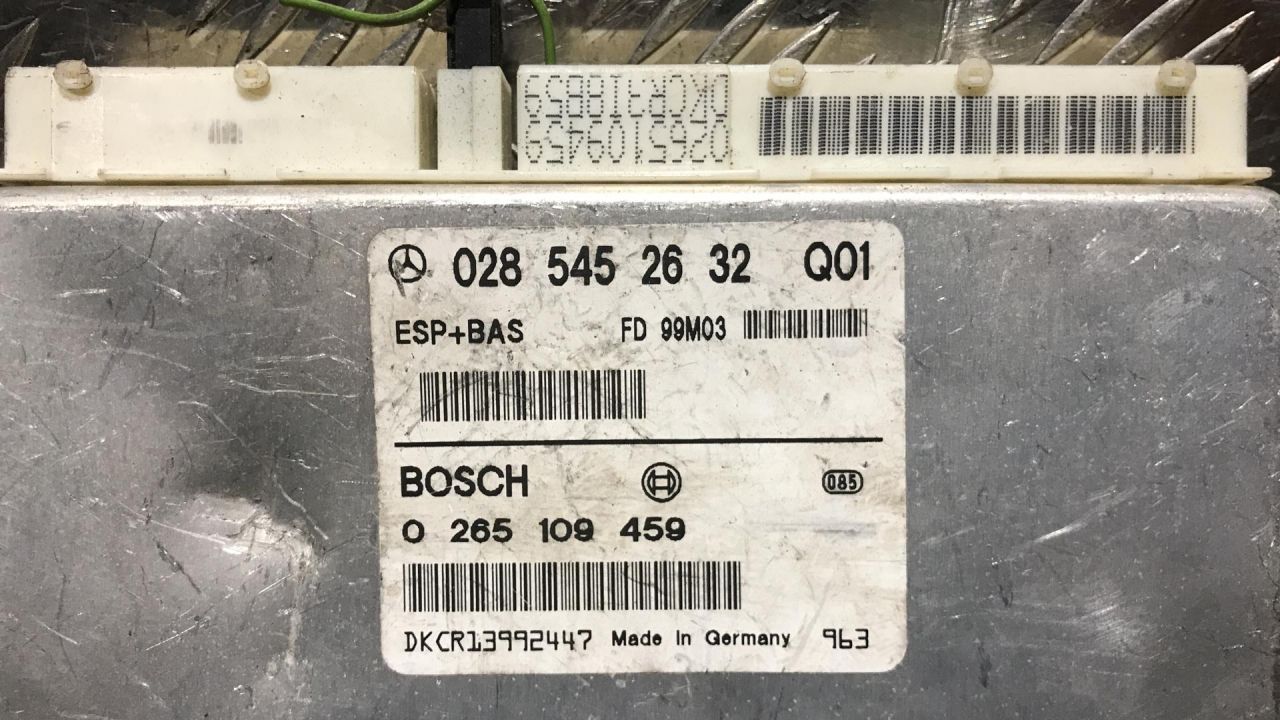 0265109459
028 545 26 32 Q01
ESP+BAS FD 99M03
BOSCH 085
0 265 109 459
DKCR13992447 Made in Germany 963